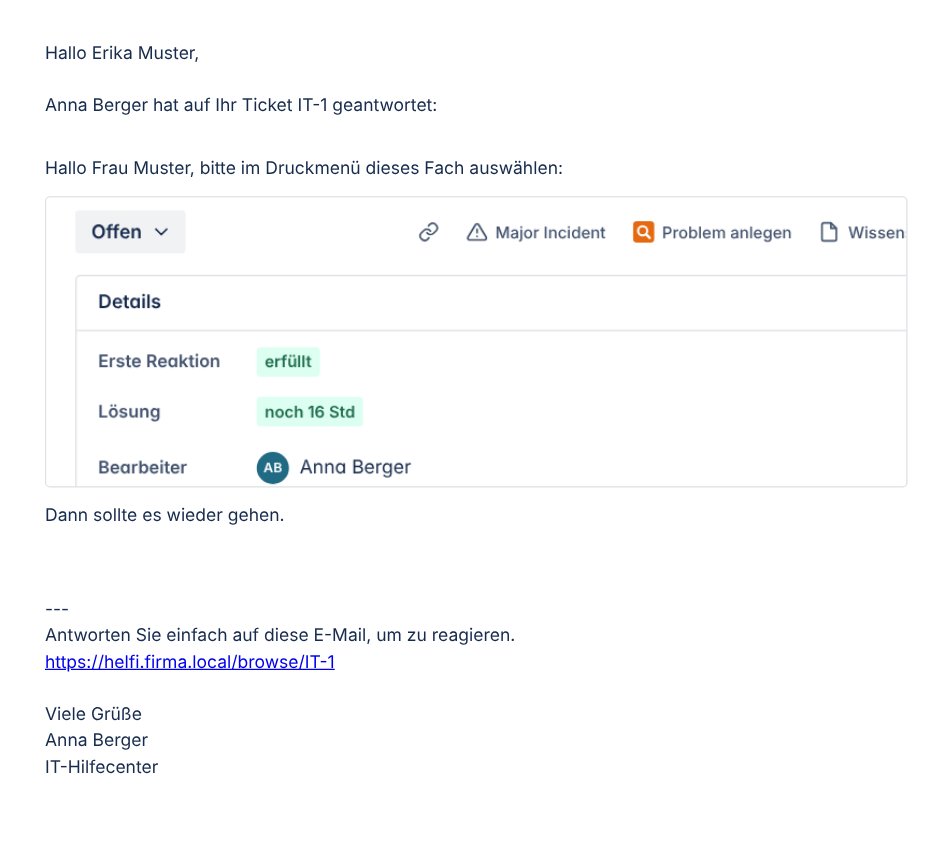 Hallo Erika Muster,
Anna Berger hat auf Ihr Ticket IT-1 geantwortet:
Hallo Frau Muster, bitte im Druckmenü dieses Fach auswählen:
Offen
Major Incident
Problem anlegen
Wissen
Details
Erste Reaktion erfüllt
Lösung noch 16 Std
Bearbeiter AB Anna Berger
Dann sollte es wieder gehen.
---
Antworten Sie einfach auf diese E-Mail, um zu reagieren.
https://helfi.firma.local/browse/IT-1
Viele Grüße
Anna Berger
IT-Hilfecenter